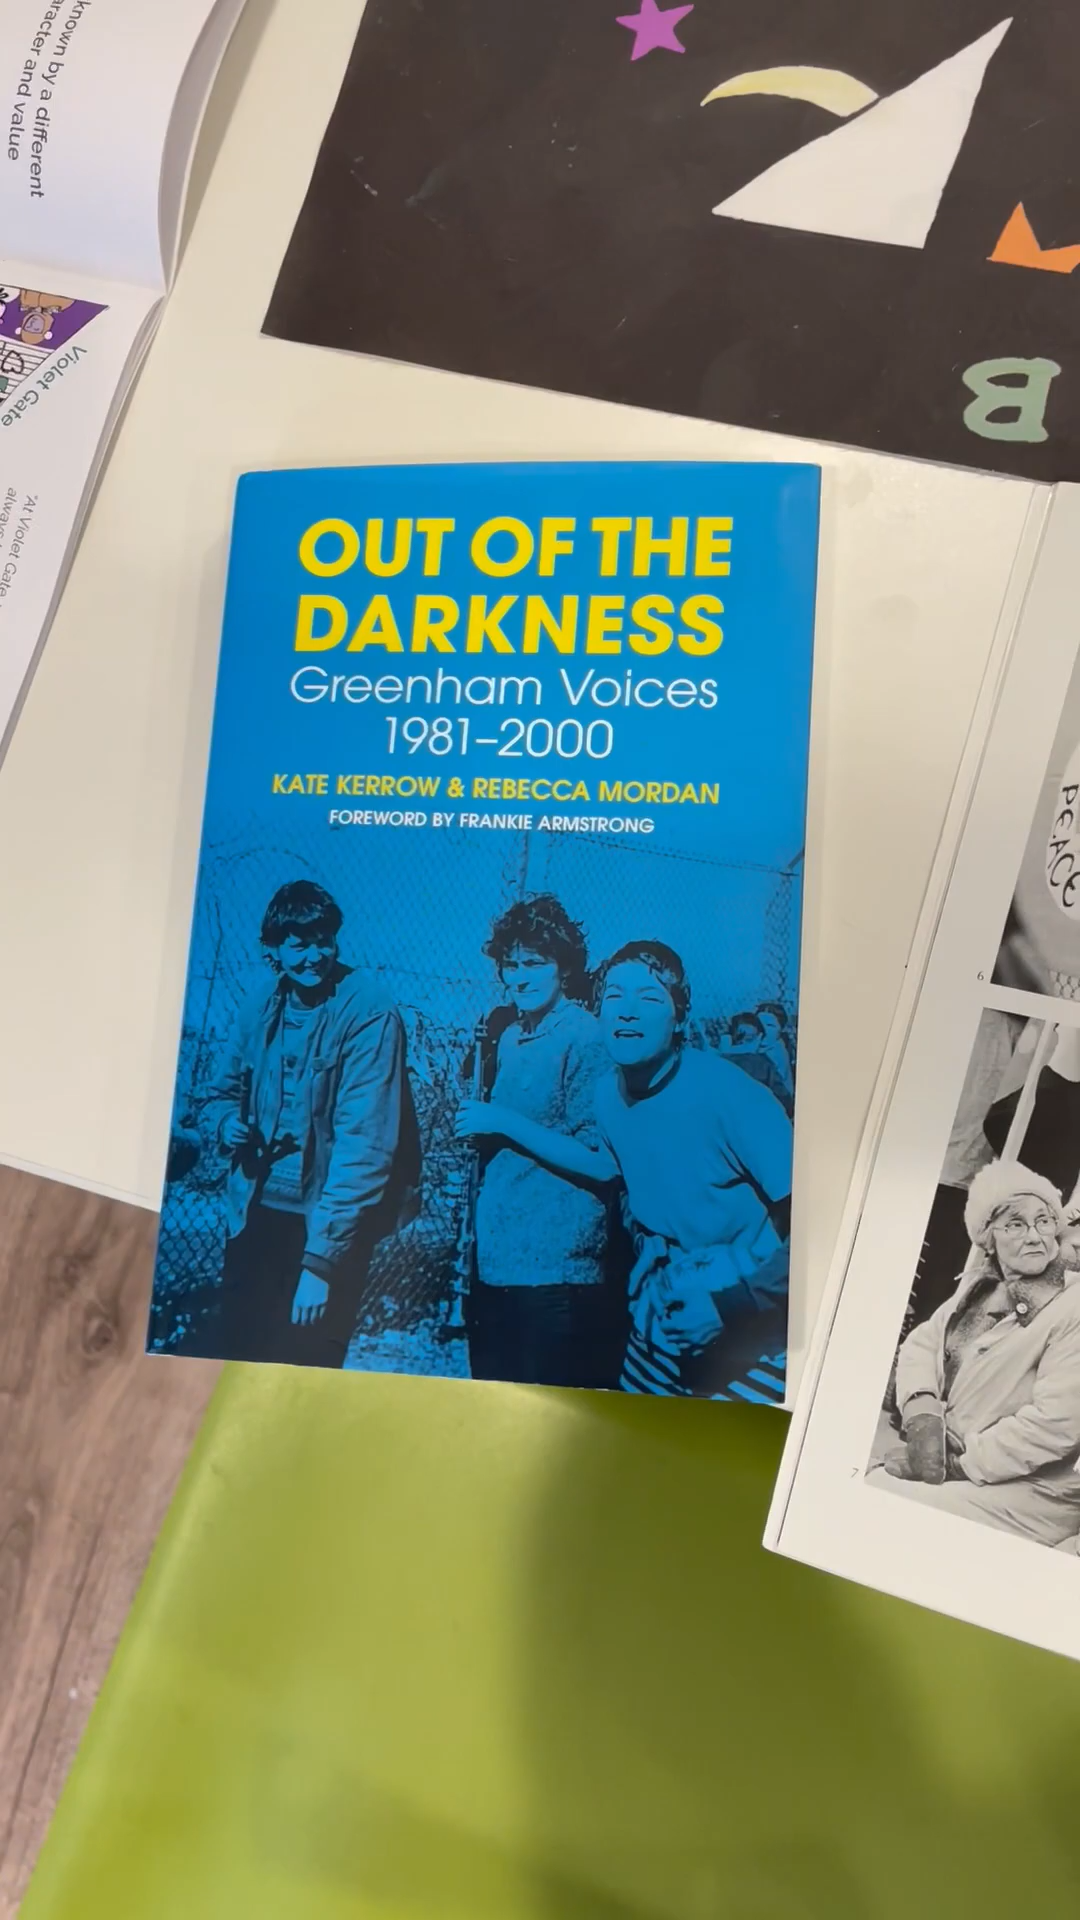 known by a different
character and value
Violet Gate
"At Violet Gate
always
B
OUT OF THE
DARKNESS
Greenham Voices
1981–2000
KATE KERROW & REBECCA MORDAN
FOREWORD BY FRANKIE ARMSTRONG
PEACE
6
7